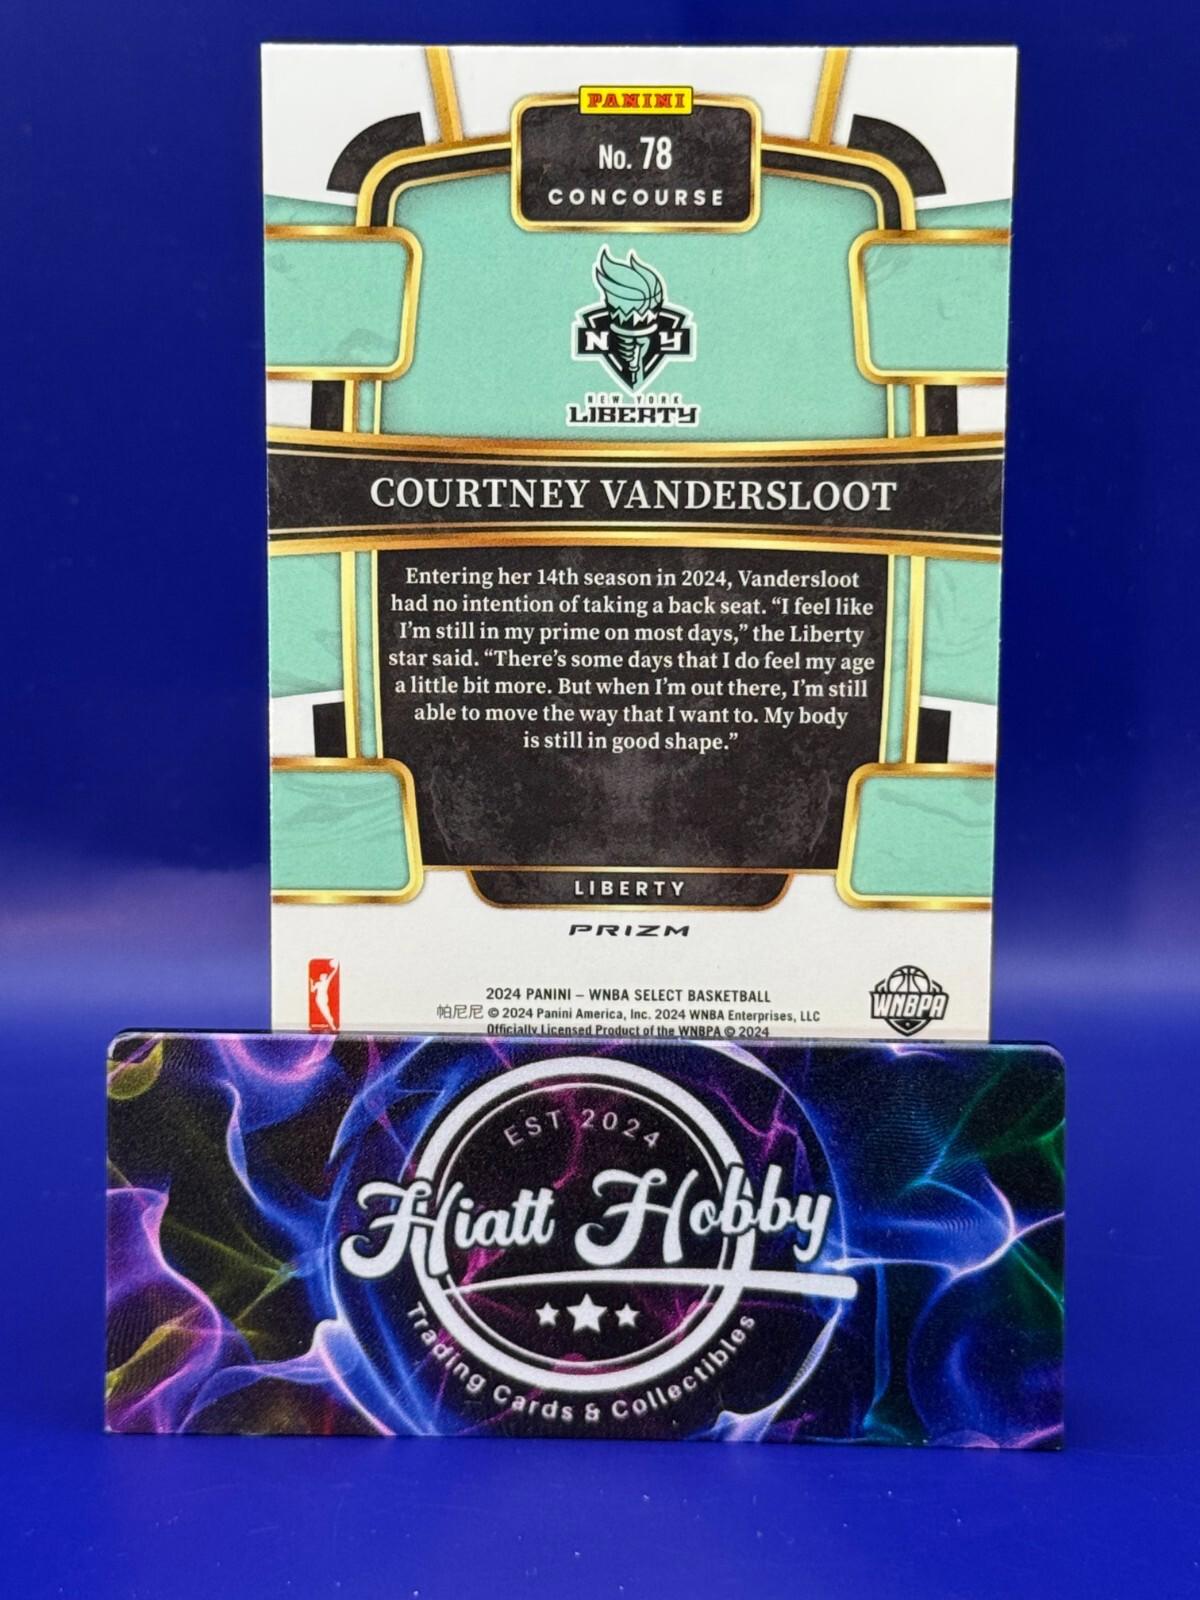 PANINI
No. 78
CONCOURSE
N Y
NEW YORK
LIBERTY
COURTNEY VANDERSLOOT
Entering her 14th season in 2024, Vandersloot
had no intention of taking a back seat. “I feel like
I’m still in my prime on most days,” the Liberty
star said. “There’s some days that I do feel my age
a little bit more. But when I’m out there, I’m still
able to move the way that I want to. My body
is still in good shape.”
LIBERTY
PRIZM
WNBPA
2024 PANINI – WNBA SELECT BASKETBALL
帕尼尼 © 2024 Panini America, Inc. 2024 WNBA Enterprises, LLC
Officially Licensed Product of the WNBPA © 2024
EST 2024
Hiatt Hobby
Trading Cards & Collectibles